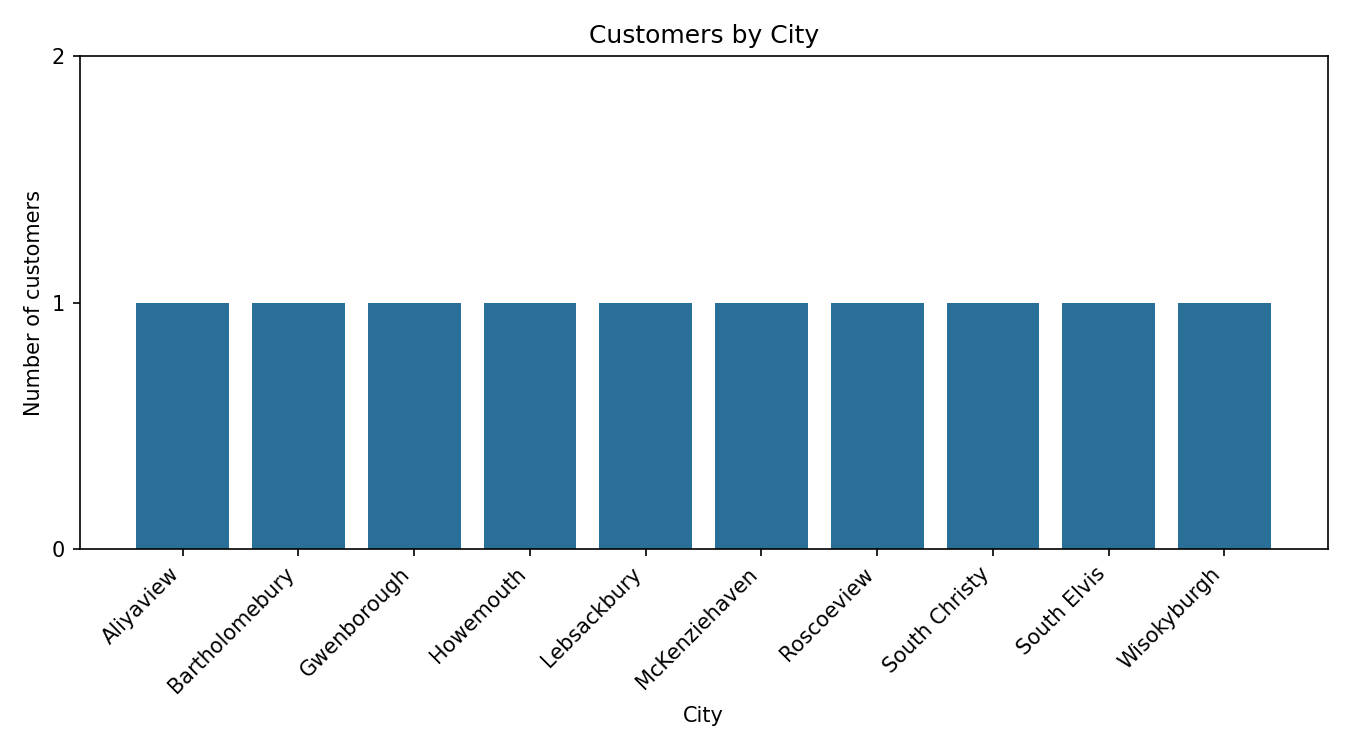 Customers by City
Number of customers
2
1
0
Aliyaview
Bartholomebury
Gwenborough
Howemouth
Lebsackbury
McKenziehaven
Roscoeview
South Christy
South Elvis
Wisokyburgh
City